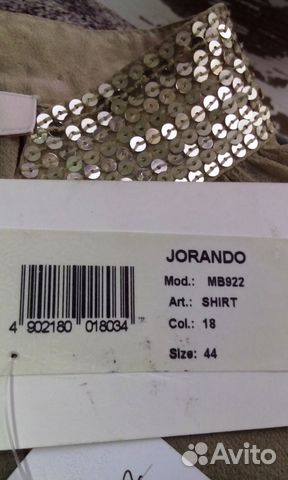 JORANDO
Mod.: MB922
Art.: SHIRT
Col.: 18
Size: 44
4 902180 018034
Avito